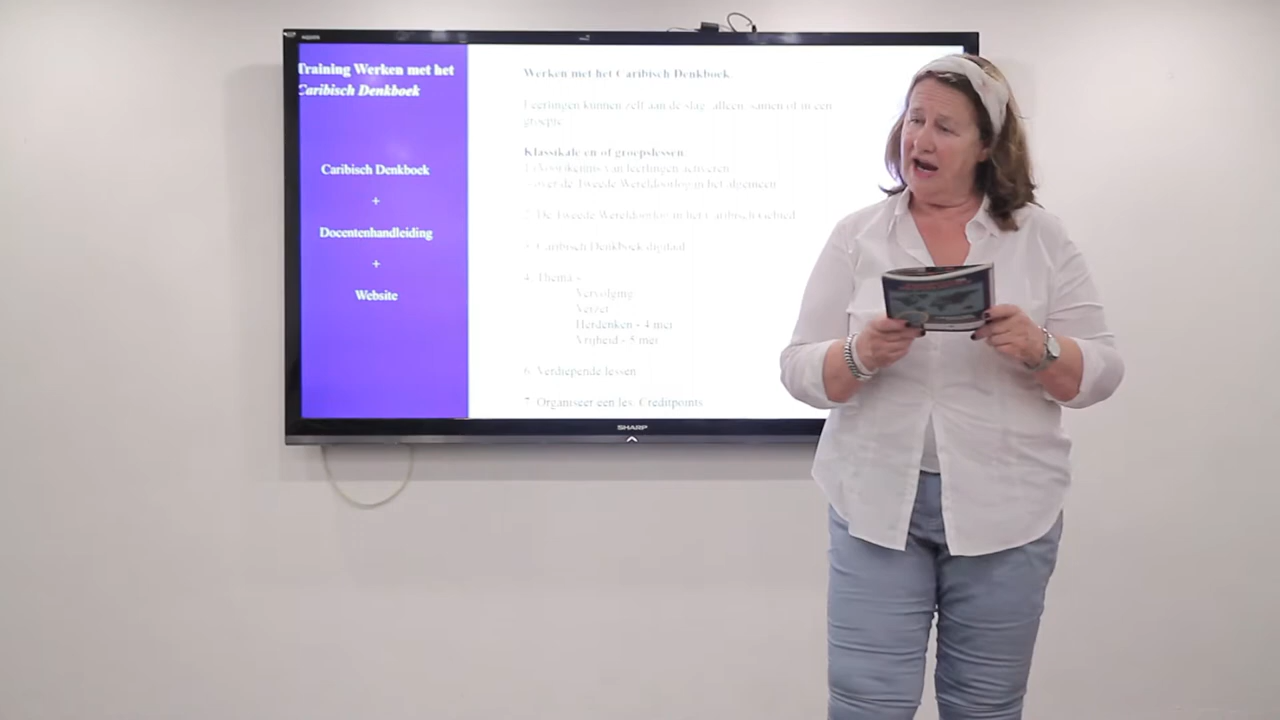 AQUOS
Training Werken met het
Caribisch Denkboek
Caribisch Denkboek
+
Docentenhandleiding
+
Website
Werken met het Caribisch Denkboek.
Leerlingen kunnen zelf aan de slag, alleen, samen of in een
groepje.
Klassikale en of groepslessen.
1. (Voor)kennis van leerlingen activeren
- over de Tweede Wereldoorlog in het algemeen
2. De Tweede Wereldoorlog in het Caribisch Gebied
3. Caribisch Denkboek digitaal
4. Thema's
Vervolging
Verzet
Herdenken - 4 mei
Vrijheid - 5 mei
6. Verdiepende lessen
7. Organiseer een les. Creditpoints
SHARP